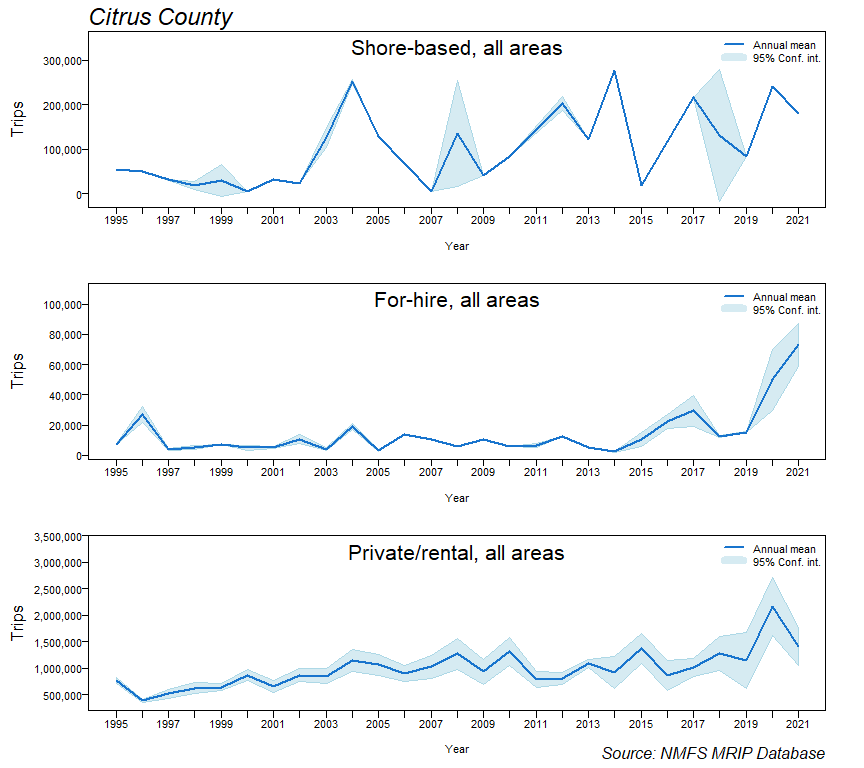 Citrus County
Shore-based, all areas
Annual mean
95% Conf. int.
300,000
200,000
100,000
0
Trips
1995 1997 1999 2001 2003 2005 2007 2009 2011 2013 2015 2017 2019 2021
Year
For-hire, all areas
Annual mean
95% Conf. int.
100,000
80,000
60,000
40,000
20,000
0
Trips
1995 1997 1999 2001 2003 2005 2007 2009 2011 2013 2015 2017 2019 2021
Year
Private/rental, all areas
Annual mean
95% Conf. int.
3,500,000
3,000,000
2,500,000
2,000,000
1,500,000
1,000,000
500,000
Trips
1995 1997 1999 2001 2003 2005 2007 2009 2011 2013 2015 2017 2019 2021
Year
Source: NMFS MRIP Database